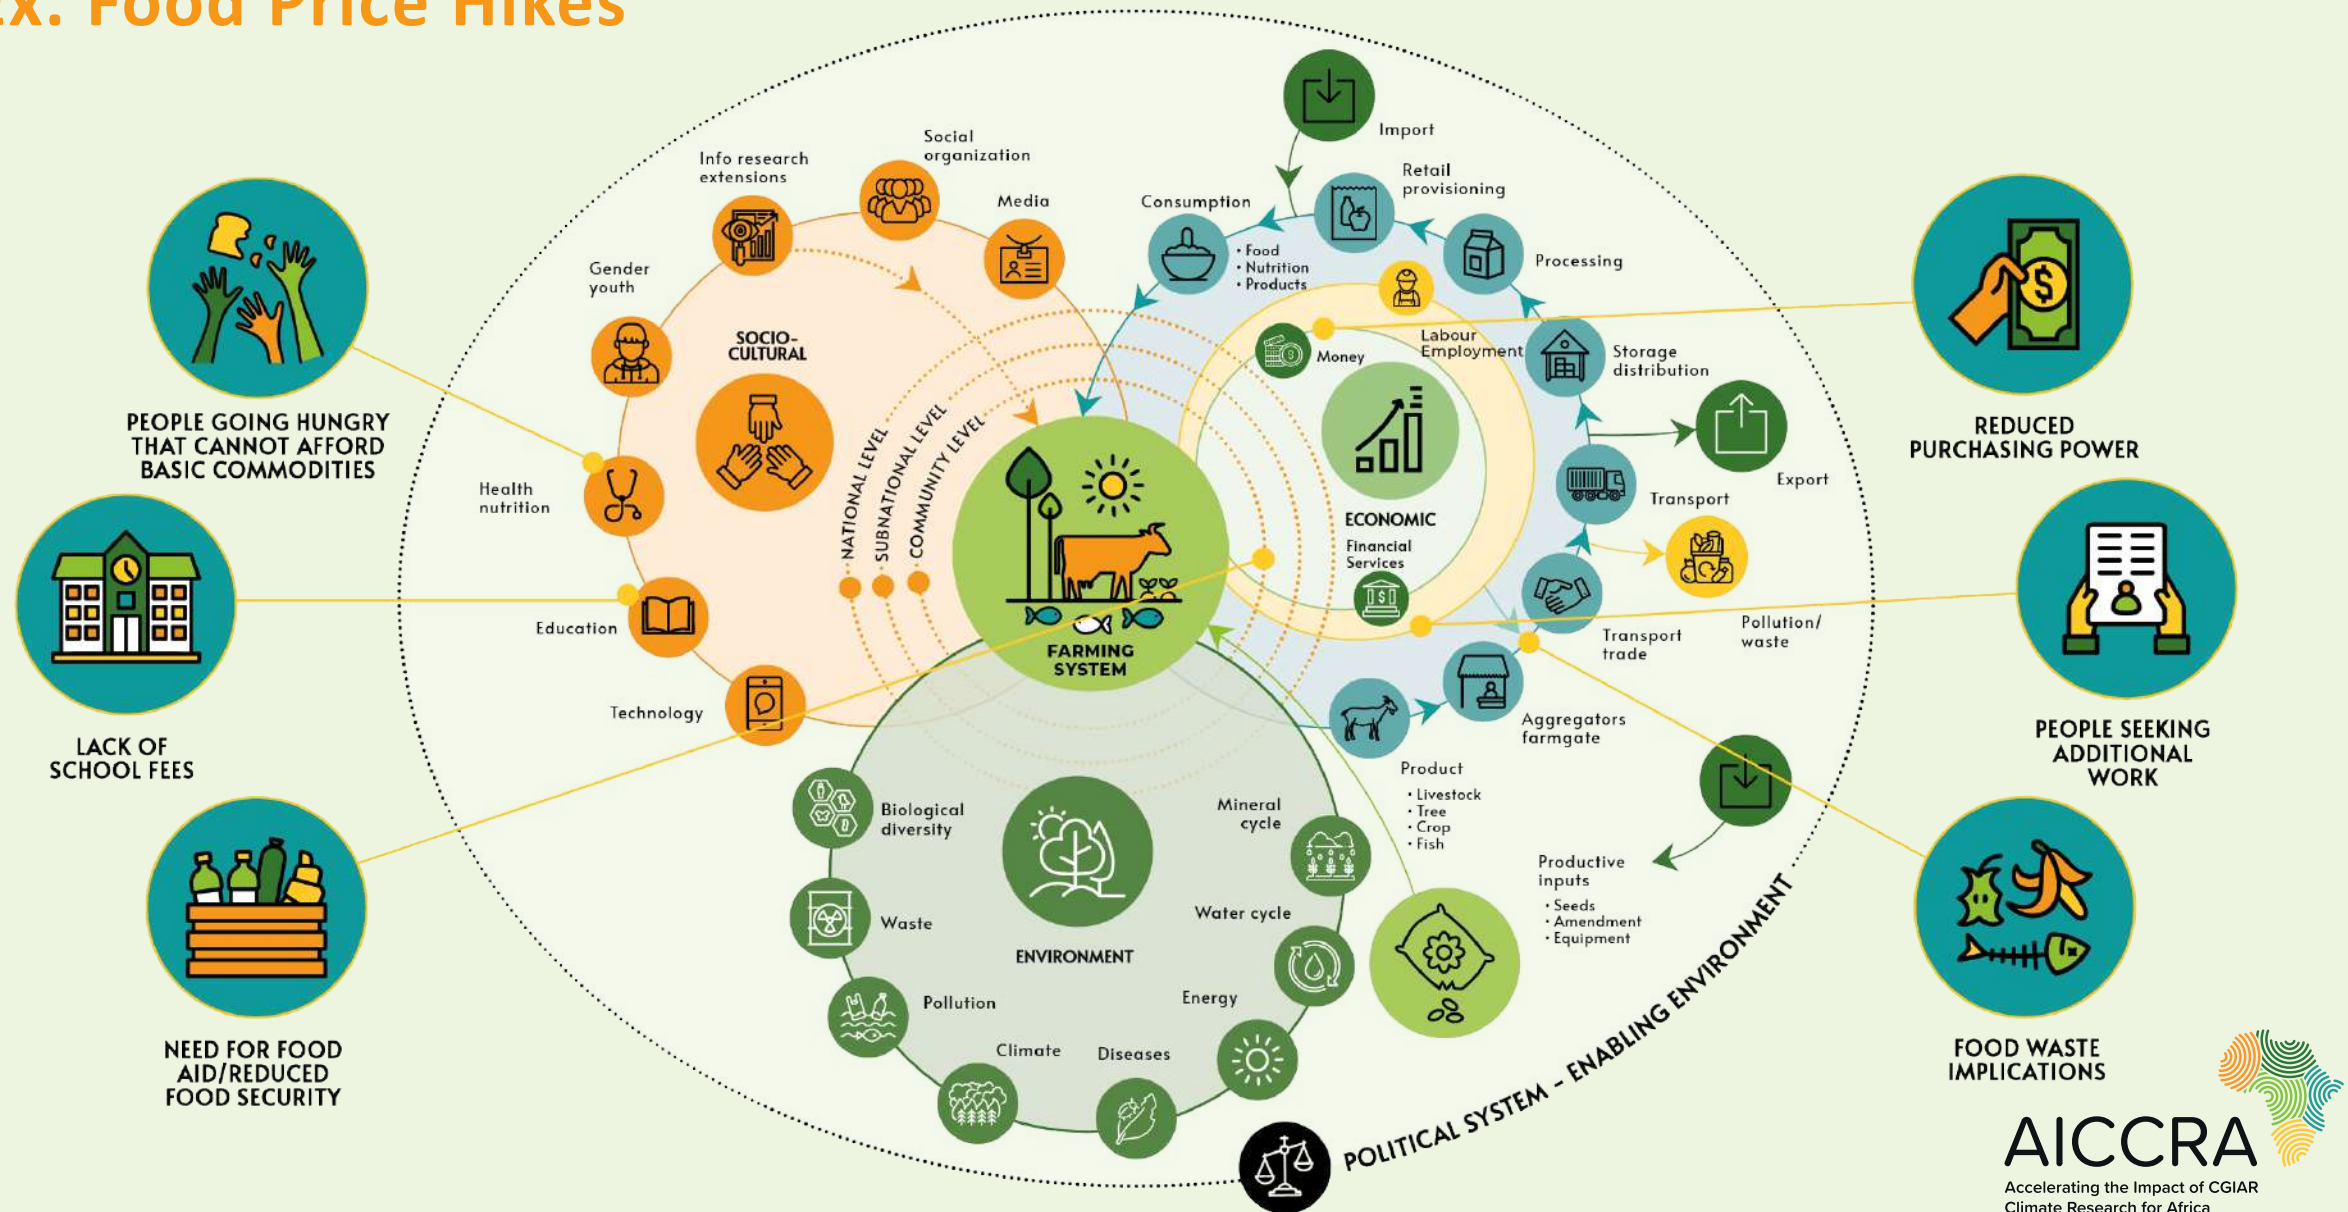 Ex. Food Price Hikes
PEOPLE GOING HUNGRY
THAT CANNOT AFFORD
BASIC COMMODITIES
LACK OF
SCHOOL FEES
NEED FOR FOOD
AID/REDUCED
FOOD SECURITY
Social
organization
Info research
extensions
Media
Gender
youth
SOCIO-
CULTURAL
Health
nutrition
Education
Technology
NATIONAL LEVEL
SUBNATIONAL LEVEL
COMMUNITY LEVEL
FARMING
SYSTEM
Import
Retail
provisioning
Consumption
• Food
• Nutrition
• Products
Processing
Labour
Employment
Money
Storage
distribution
Export
Transport
ECONOMIC
Financial
Services
Pollution/
waste
Transport
trade
Aggregators
farmgate
Product
• Livestock
• Tree
• Crop
• Fish
Productive
inputs
• Seeds
• Amendment
• Equipment
Biological
diversity
Mineral
cycle
Waste
Water cycle
ENVIRONMENT
Pollution
Energy
Climate
Diseases
POLITICAL SYSTEM - ENABLING ENVIRONMENT
REDUCED
PURCHASING POWER
PEOPLE SEEKING
ADDITIONAL
WORK
FOOD WASTE
IMPLICATIONS
AICCRA
Accelerating the Impact of CGIAR
Climate Research for Africa